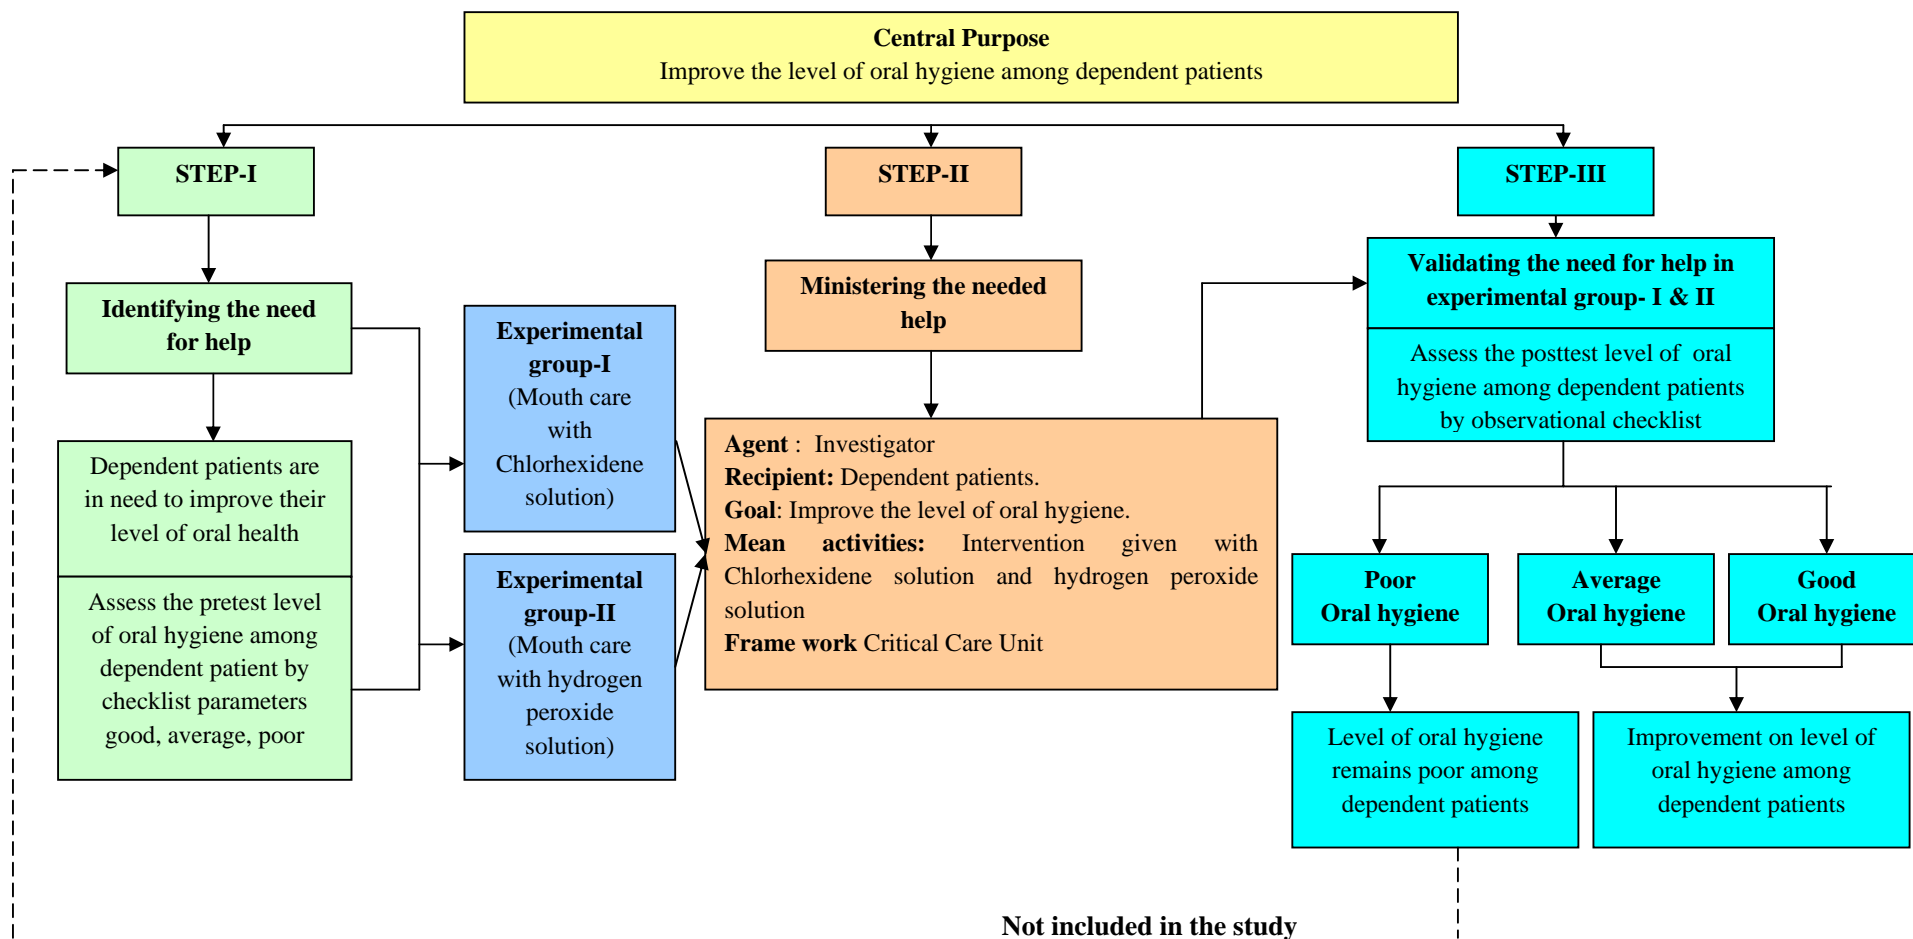 Central Purpose
Improve the level of oral hygiene among dependent patients
STEP-I
STEP-II
STEP-III
Identifying the need
for help
Dependent patients are
in need to improve their
level of oral health
Assess the pretest level
of oral hygiene among
dependent patient by
checklist parameters
good, average, poor
Experimental
group-I
(Mouth care
with
Chlorhexidene
solution)
Experimental
group-II
(Mouth care
with hydrogen
peroxide
solution)
Ministering the needed
help
Agent : Investigator
Recipient: Dependent patients.
Goal: Improve the level of oral hygiene.
Mean activities: Intervention given with
Chlorhexidene solution and hydrogen peroxide
solution
Frame work Critical Care Unit
Validating the need for help in
experimental group- I & II
Assess the posttest level of oral
hygiene among dependent patients
by observational checklist
Poor
Oral hygiene
Average
Oral hygiene
Good
Oral hygiene
Level of oral hygiene
remains poor among
dependent patients
Improvement on level of
oral hygiene among
dependent patients
Not included in the study